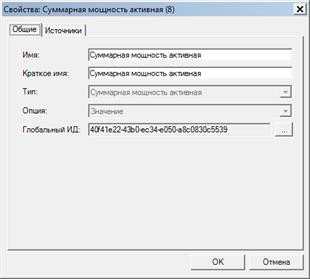 Свойства: Суммарная мощность активная (8)
Общие Источники
Имя: Суммарная мощность активная
Краткое имя: Суммарная мощность активная
Тип: Суммарная мощность активная
Опция: Значение
Глобальный ИД: 40f41e22-43b0-ec34-e050-a8c0830c5539 ...
OK Отмена